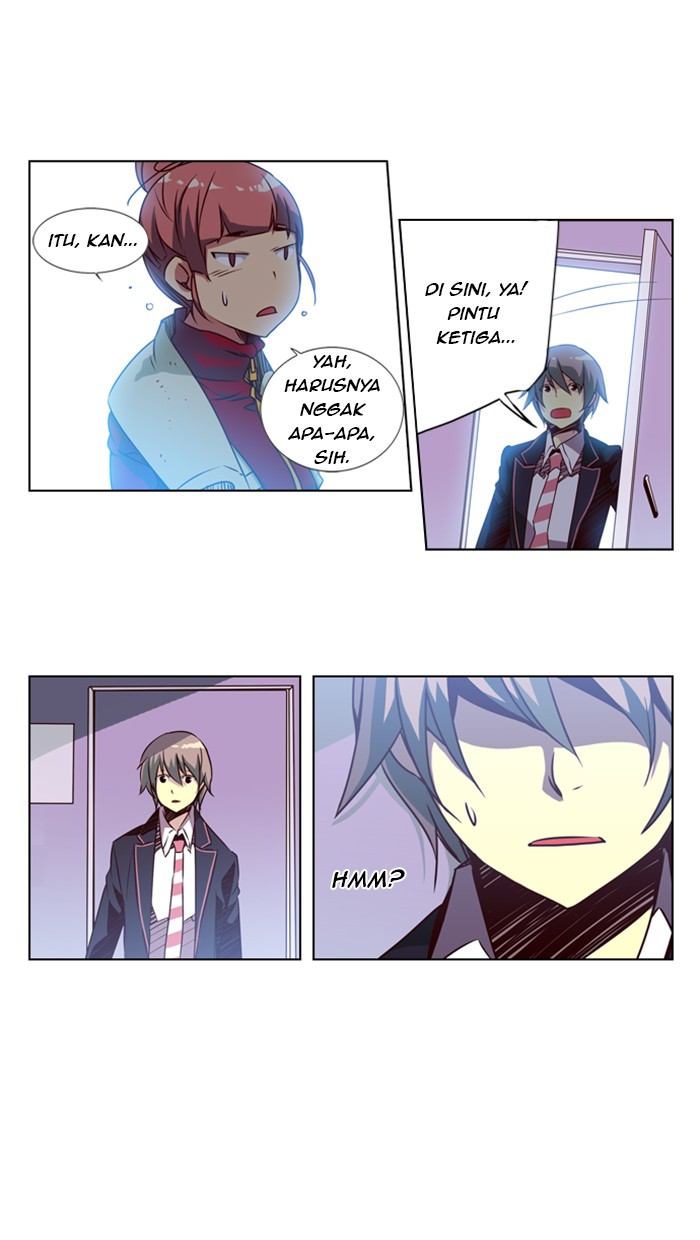 ITU, KAN...
YAH,
HARUSNYA
NGGAK
APA-APA,
SIH.
DI SINI, YA!
PINTU
KETIGA...
HMM?